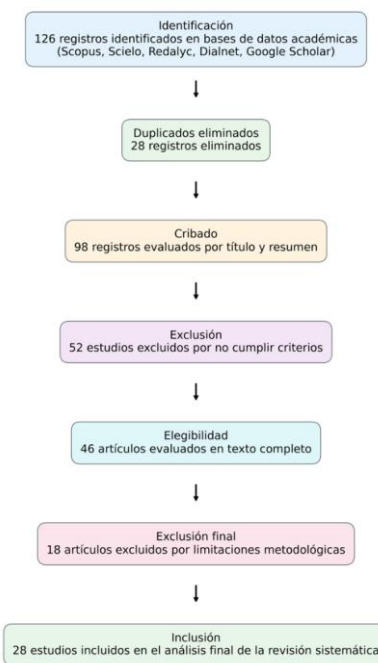 Identificación
126 registros identificados en bases de datos académicas
(Scopus, Scielo, Redalyc, Dialnet, Google Scholar)
Duplicados eliminados
28 registros eliminados
Cribado
98 registros evaluados por título y resumen
Exclusión
52 estudios excluidos por no cumplir criterios
Elegibilidad
46 artículos evaluados en texto completo
Exclusión final
18 artículos excluidos por limitaciones metodológicas
Inclusión
28 estudios incluidos en el análisis final de la revisión sistemática